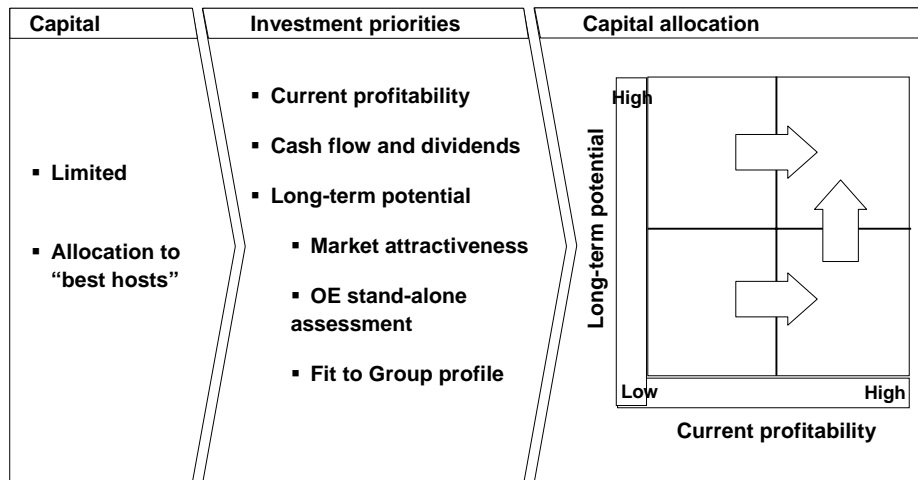 Capital
Investment priorities
Capital allocation
▪ Limited
▪ Allocation to
“best hosts”
▪ Current profitability
▪ Cash flow and dividends
▪ Long-term potential
▪ Market attractiveness
▪ OE stand-alone
assessment
▪ Fit to Group profile
High
Long-term potential
Low
High
Current profitability